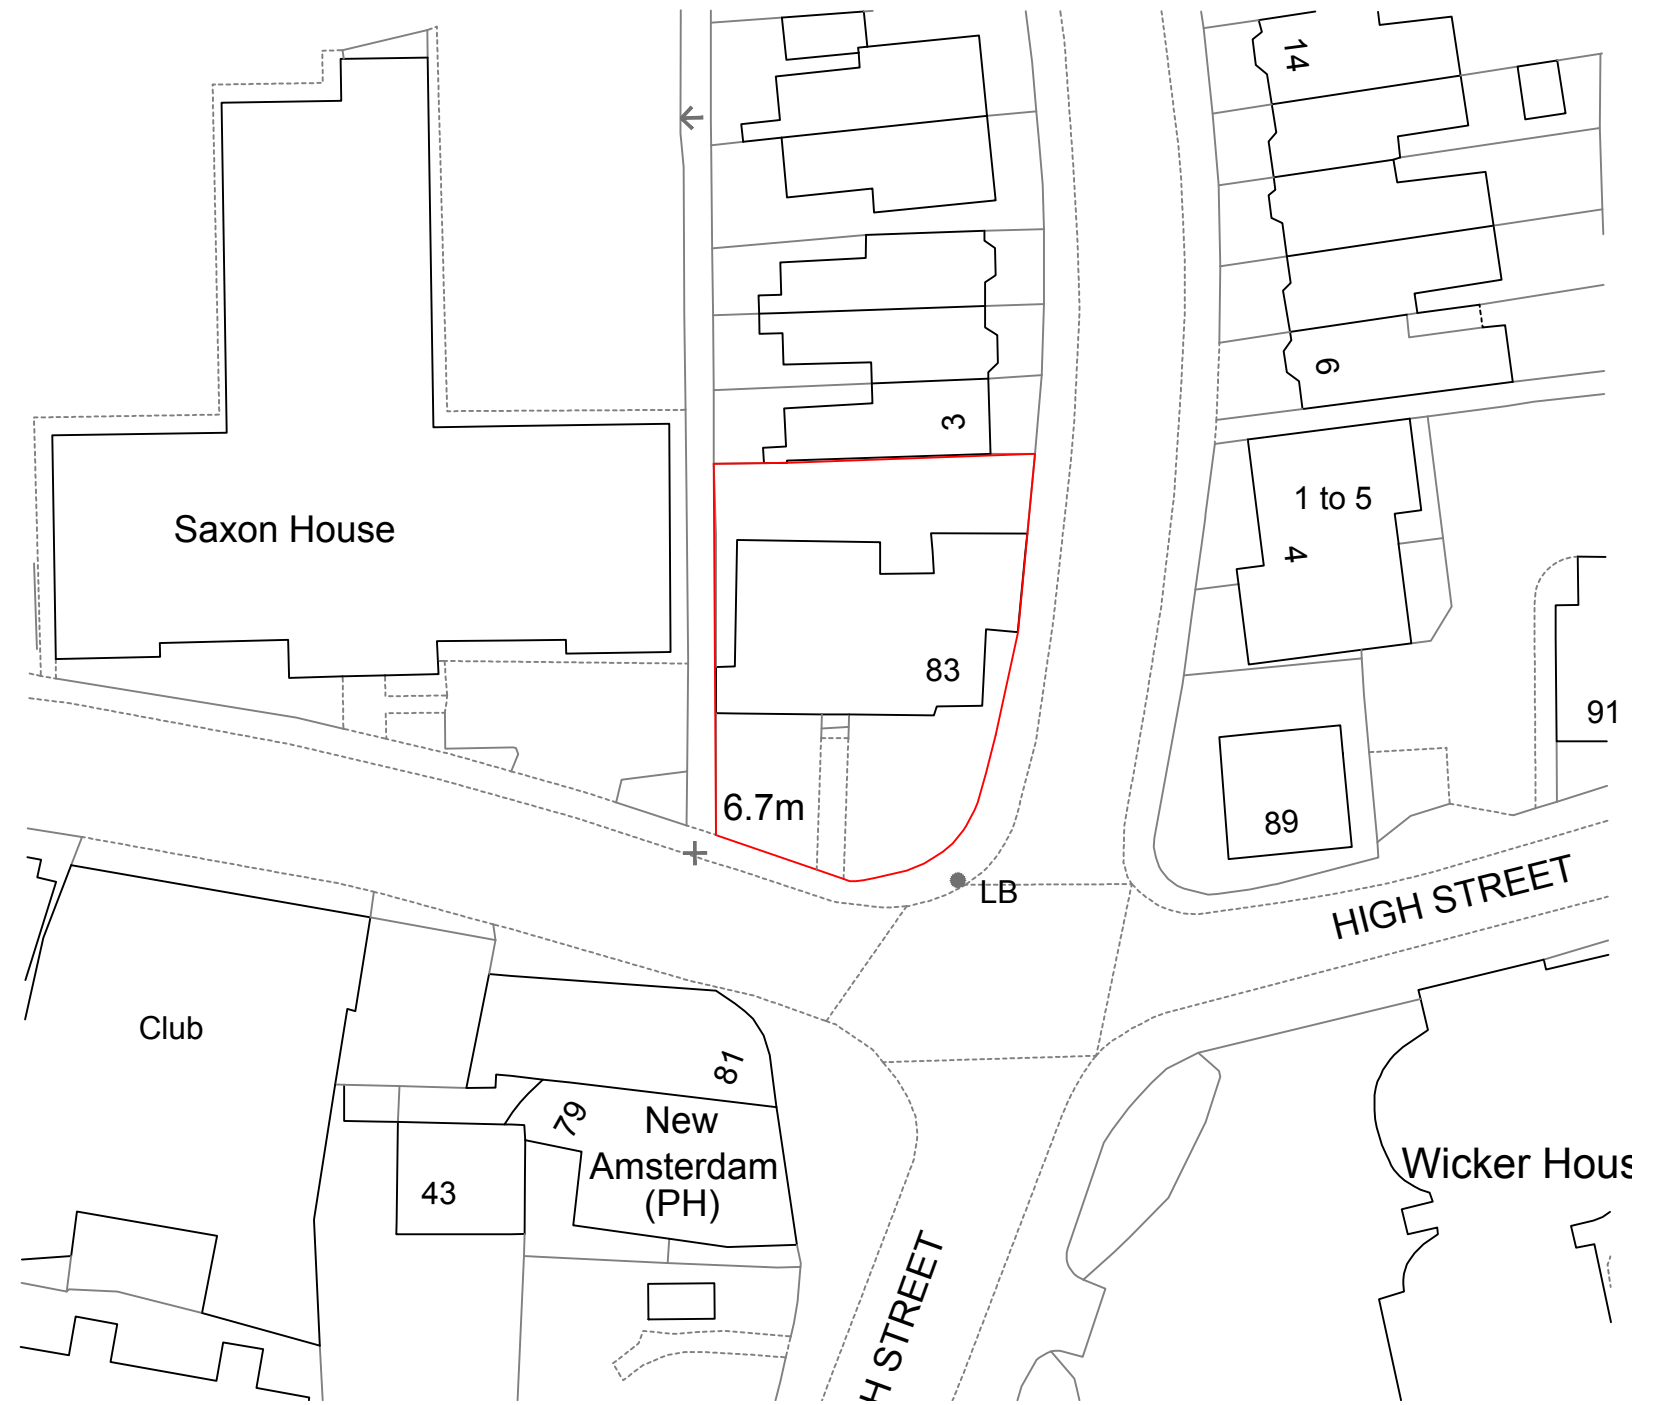 14
6
3
Saxon House
1 to 5
4
83
91
6.7m
89
LB
HIGH STREET
Club
81
79
New
Amsterdam
(PH)
43
Wicker Hous
H STREET